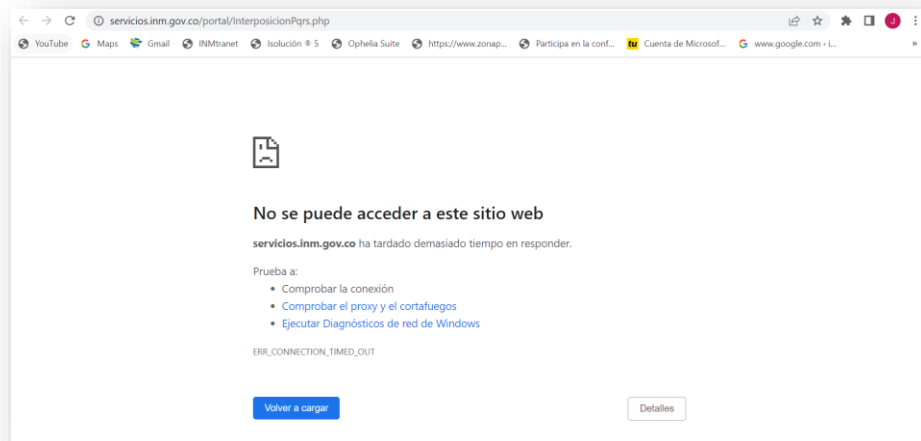 servicios.inm.gov.co/portal/InterposicionPqrs.php
J
YouTube Maps Gmail INMtranet Isolución ® 5 Ophelia Suite https://www.zonap... Participa en la conf... tu Cuenta de Microsof... www.google.com › i... »
No se puede acceder a este sitio web
servicios.inm.gov.co ha tardado demasiado tiempo en responder.
Prueba a:
Comprobar la conexión
Comprobar el proxy y el cortafuegos
Ejecutar Diagnósticos de red de Windows
ERR_CONNECTION_TIMED_OUT
Volver a cargar Detalles